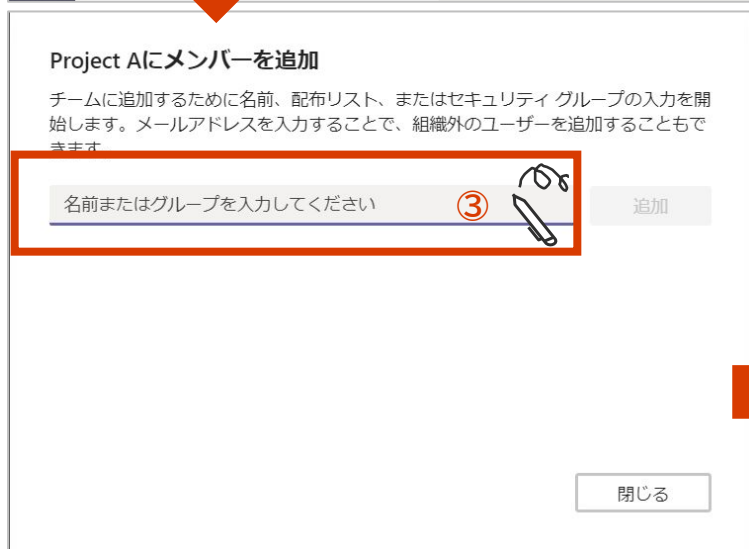 Project Aにメンバーを追加
チームに追加するために名前、配布リスト、またはセキュリティ グループの入力を開
始します。メールアドレスを入力することで、組織外のユーザーを追加することもで
きます
名前またはグループを入力してください
③
追加
閉じる